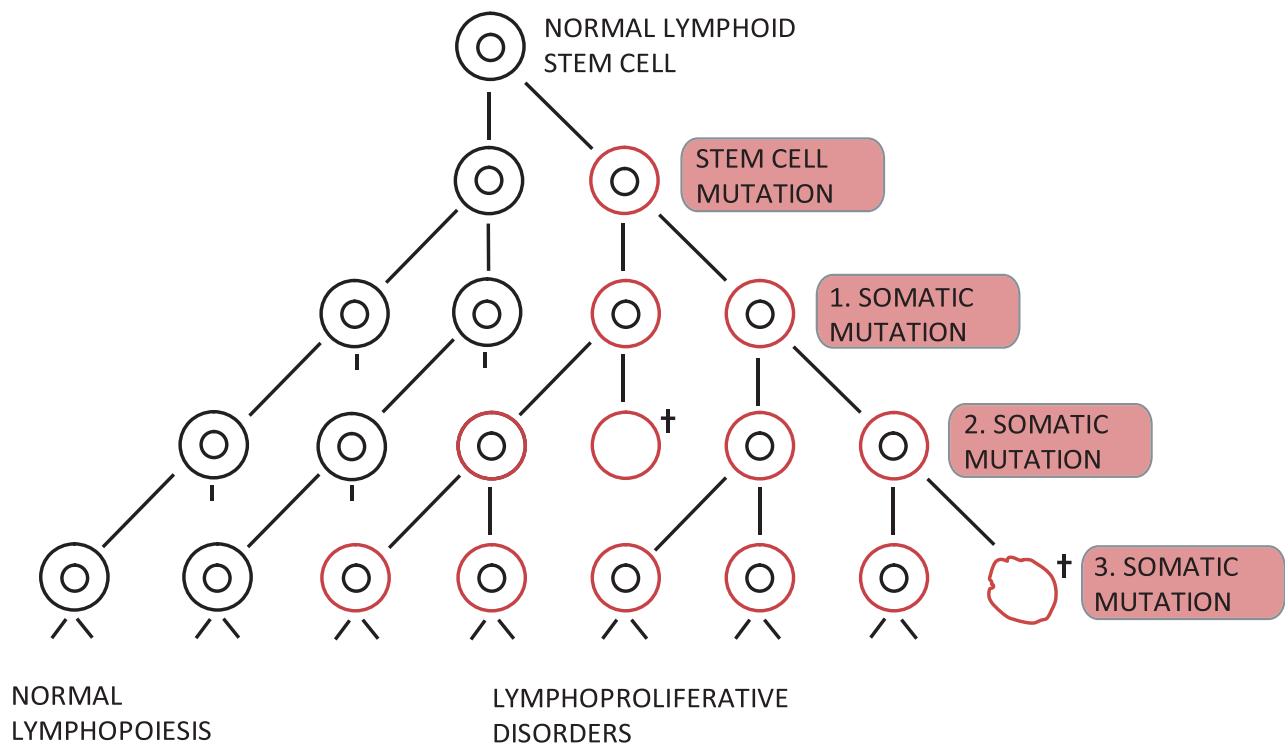 NORMAL LYMPHOID
STEM CELL
STEM CELL
MUTATION
1. SOMATIC
MUTATION
2. SOMATIC
MUTATION
†
3. SOMATIC
MUTATION
†
NORMAL
LYMPHOPOIESIS
LYMPHOPROLIFERATIVE
DISORDERS